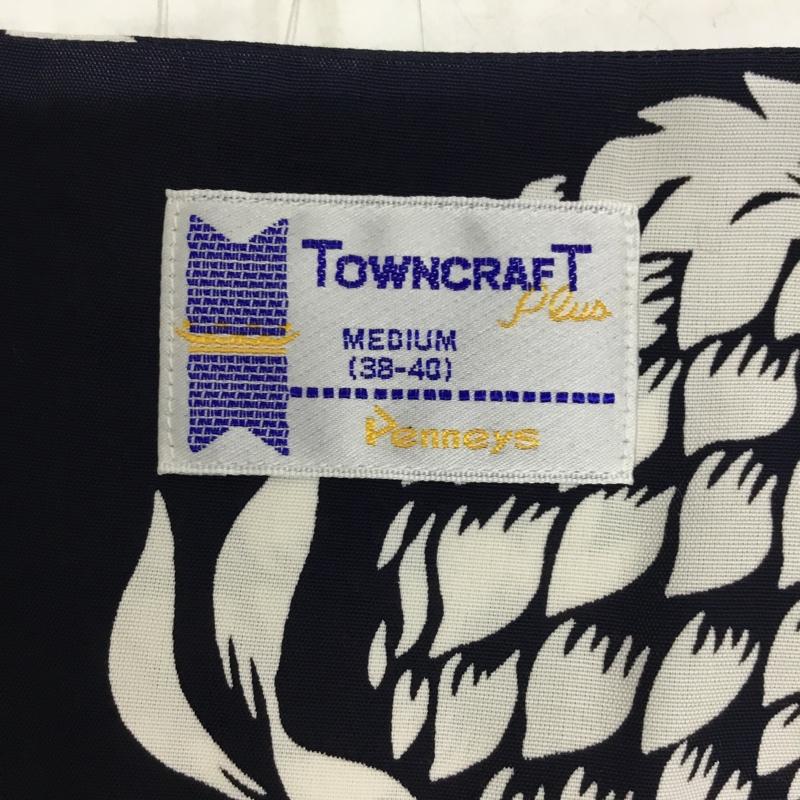 TOWNCRAFT
plus
MEDIUM
(38-40)
Penneys